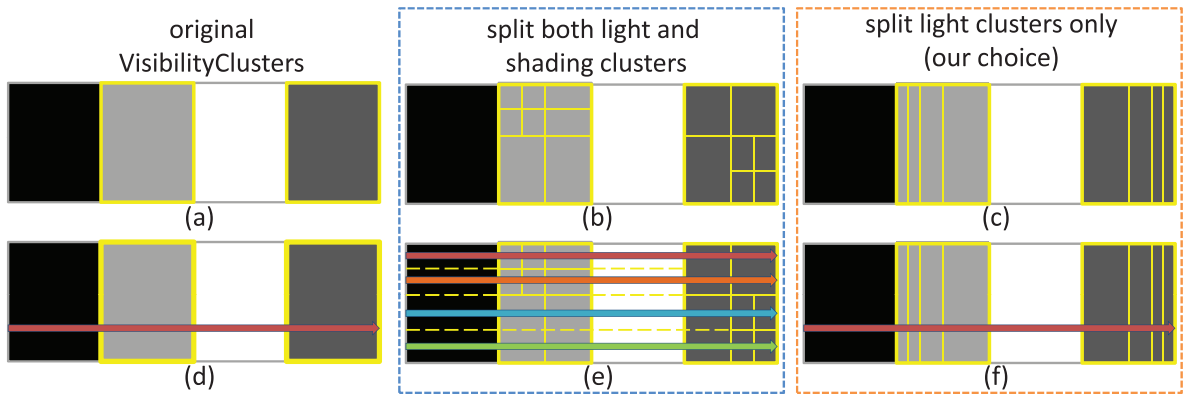 original
VisibilityClusters
split both light and
shading clusters
split light clusters only
(our choice)
(a)
(b)
(c)
(d)
(e)
(f)